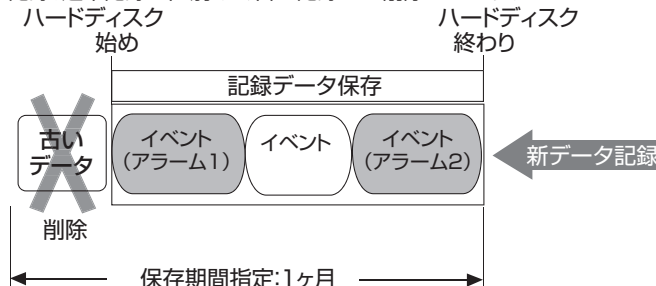 ハードディスク
始め
ハードディスク
終わり
記録データ保存
古い
データ
イベント
(アラーム1)
イベント
イベント
(アラーム2)
新データ記録
削除
保存期間指定:1ヶ月